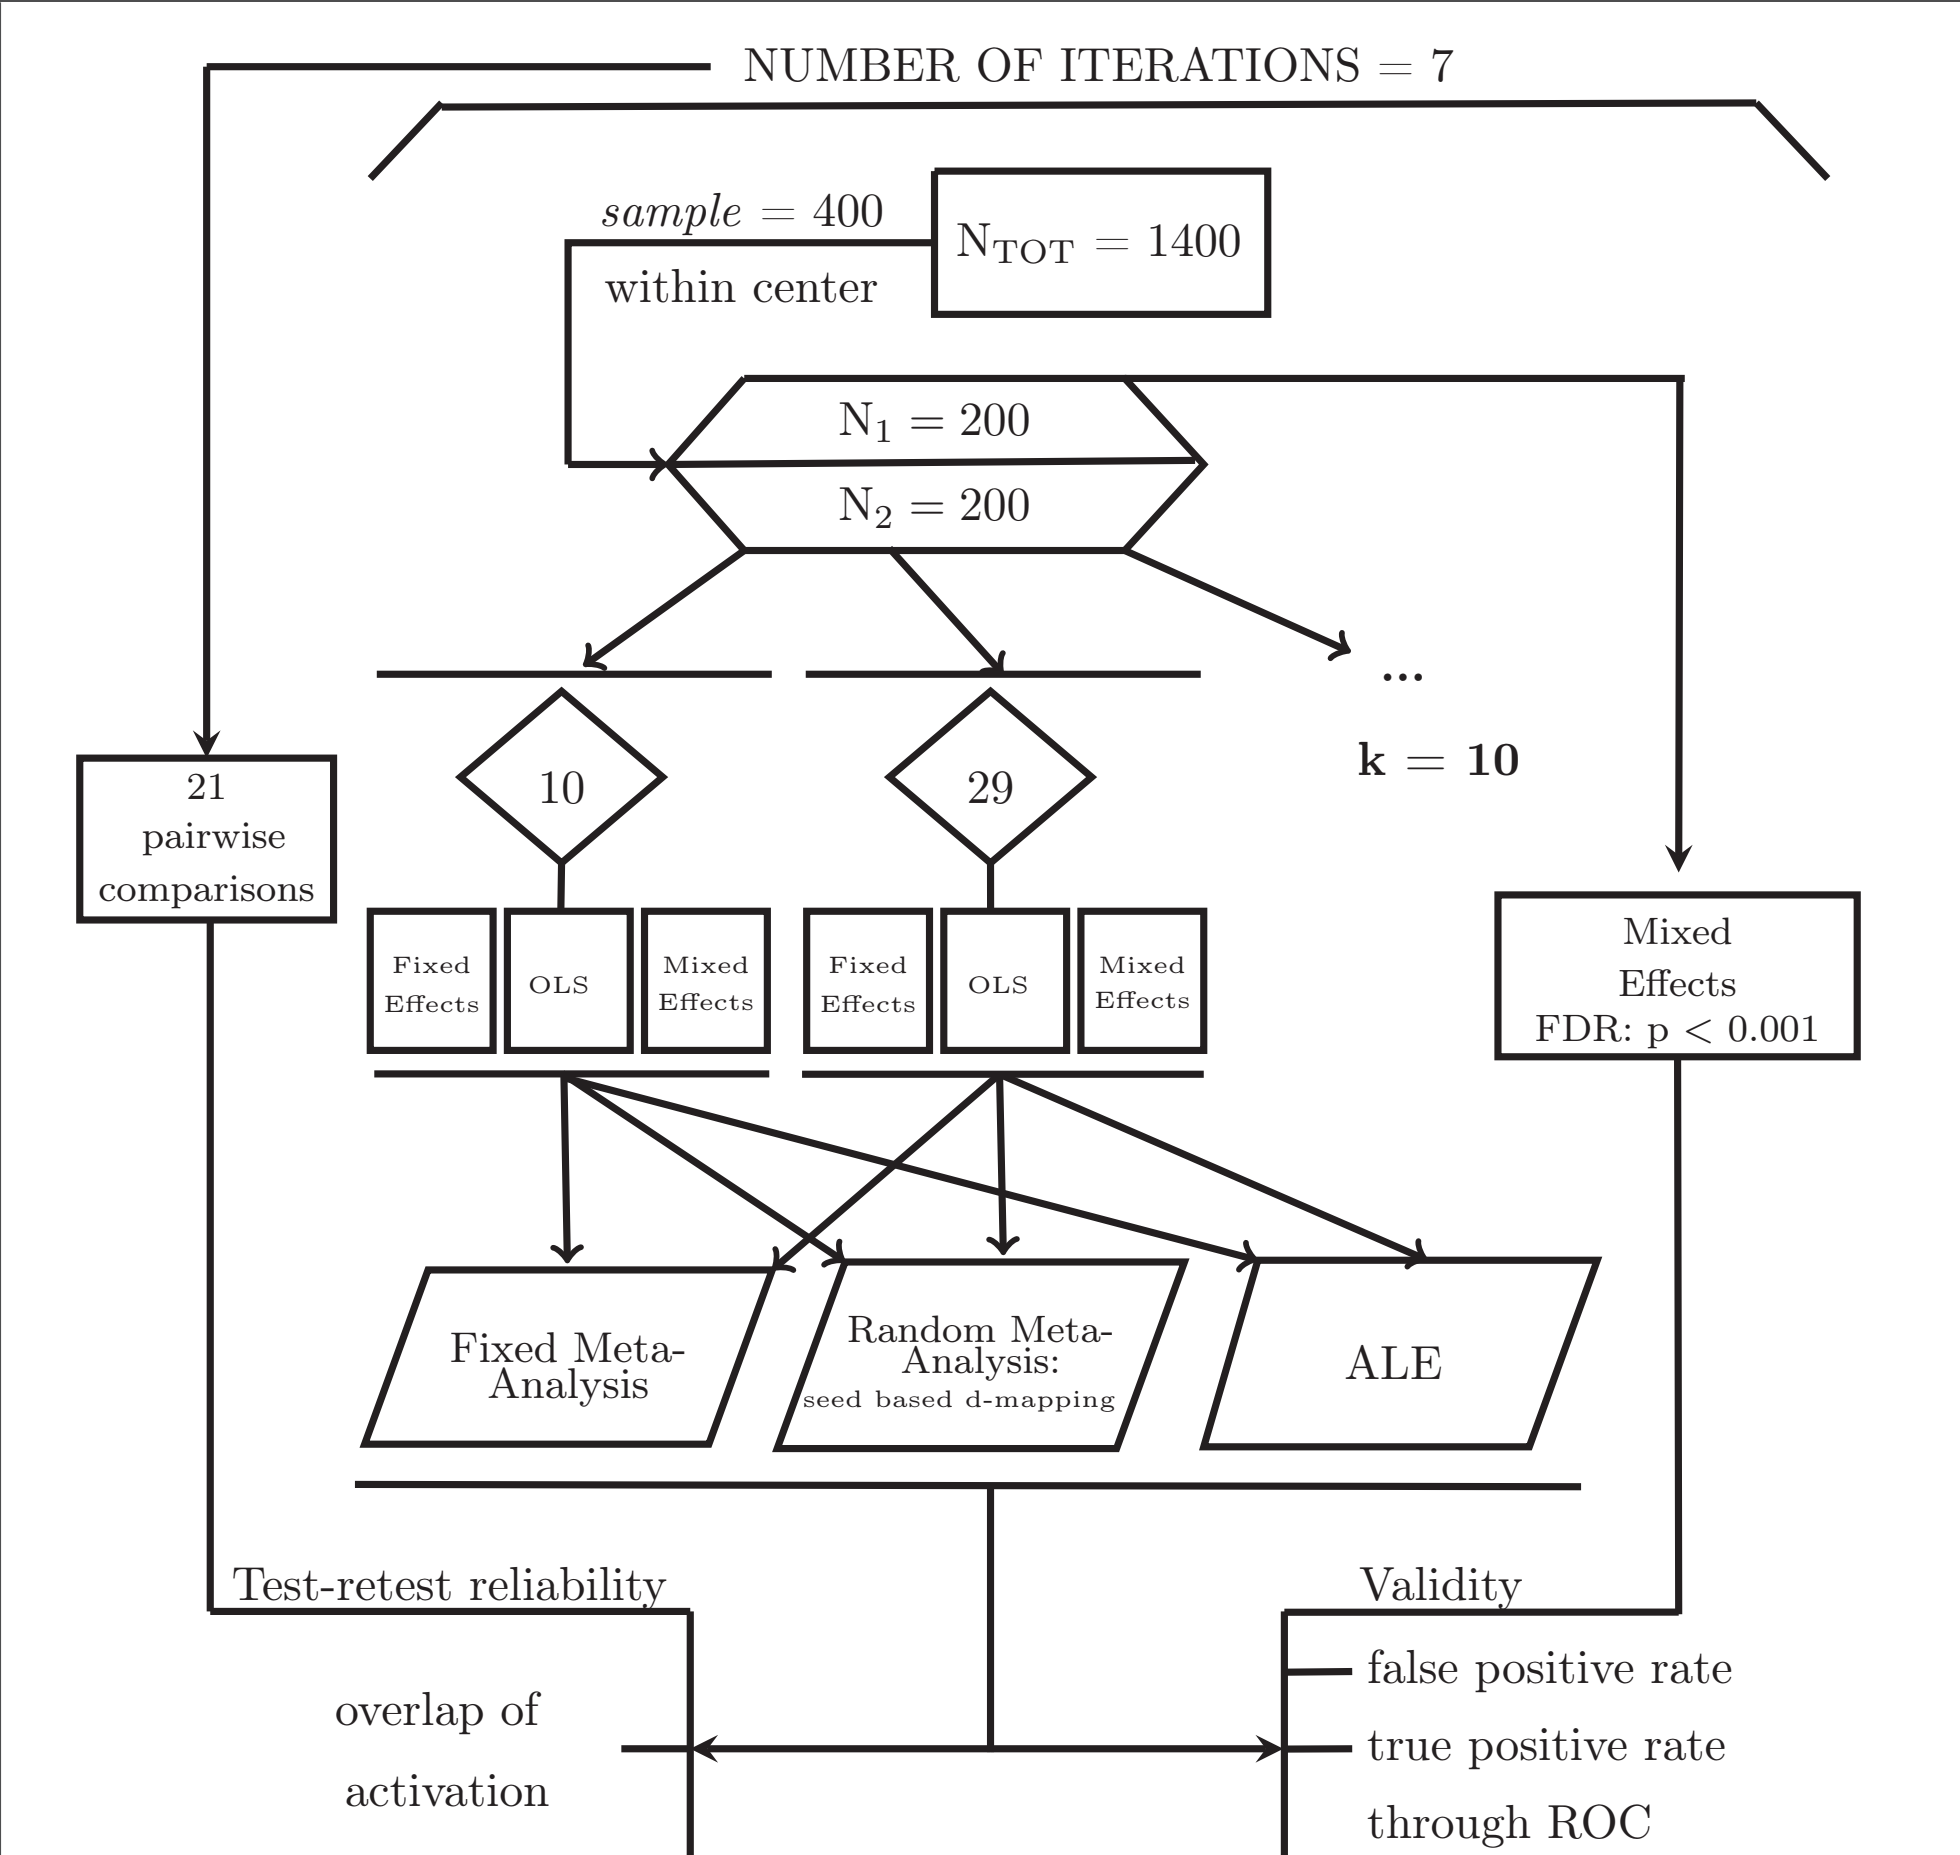 NUMBER OF ITERATIONS = 7
sample = 400
N_TOT = 1400
within center
N_1 = 200
N_2 = 200
...
k = 10
21
pairwise
comparisons
10
29
Fixed
Effects
OLS
Mixed
Effects
Fixed
Effects
OLS
Mixed
Effects
Mixed
Effects
FDR: p < 0.001
Fixed Meta-
Analysis
Random Meta-
Analysis:
seed based d-mapping
ALE
Test-retest reliability
Validity
overlap of
activation
false positive rate
true positive rate
through ROC